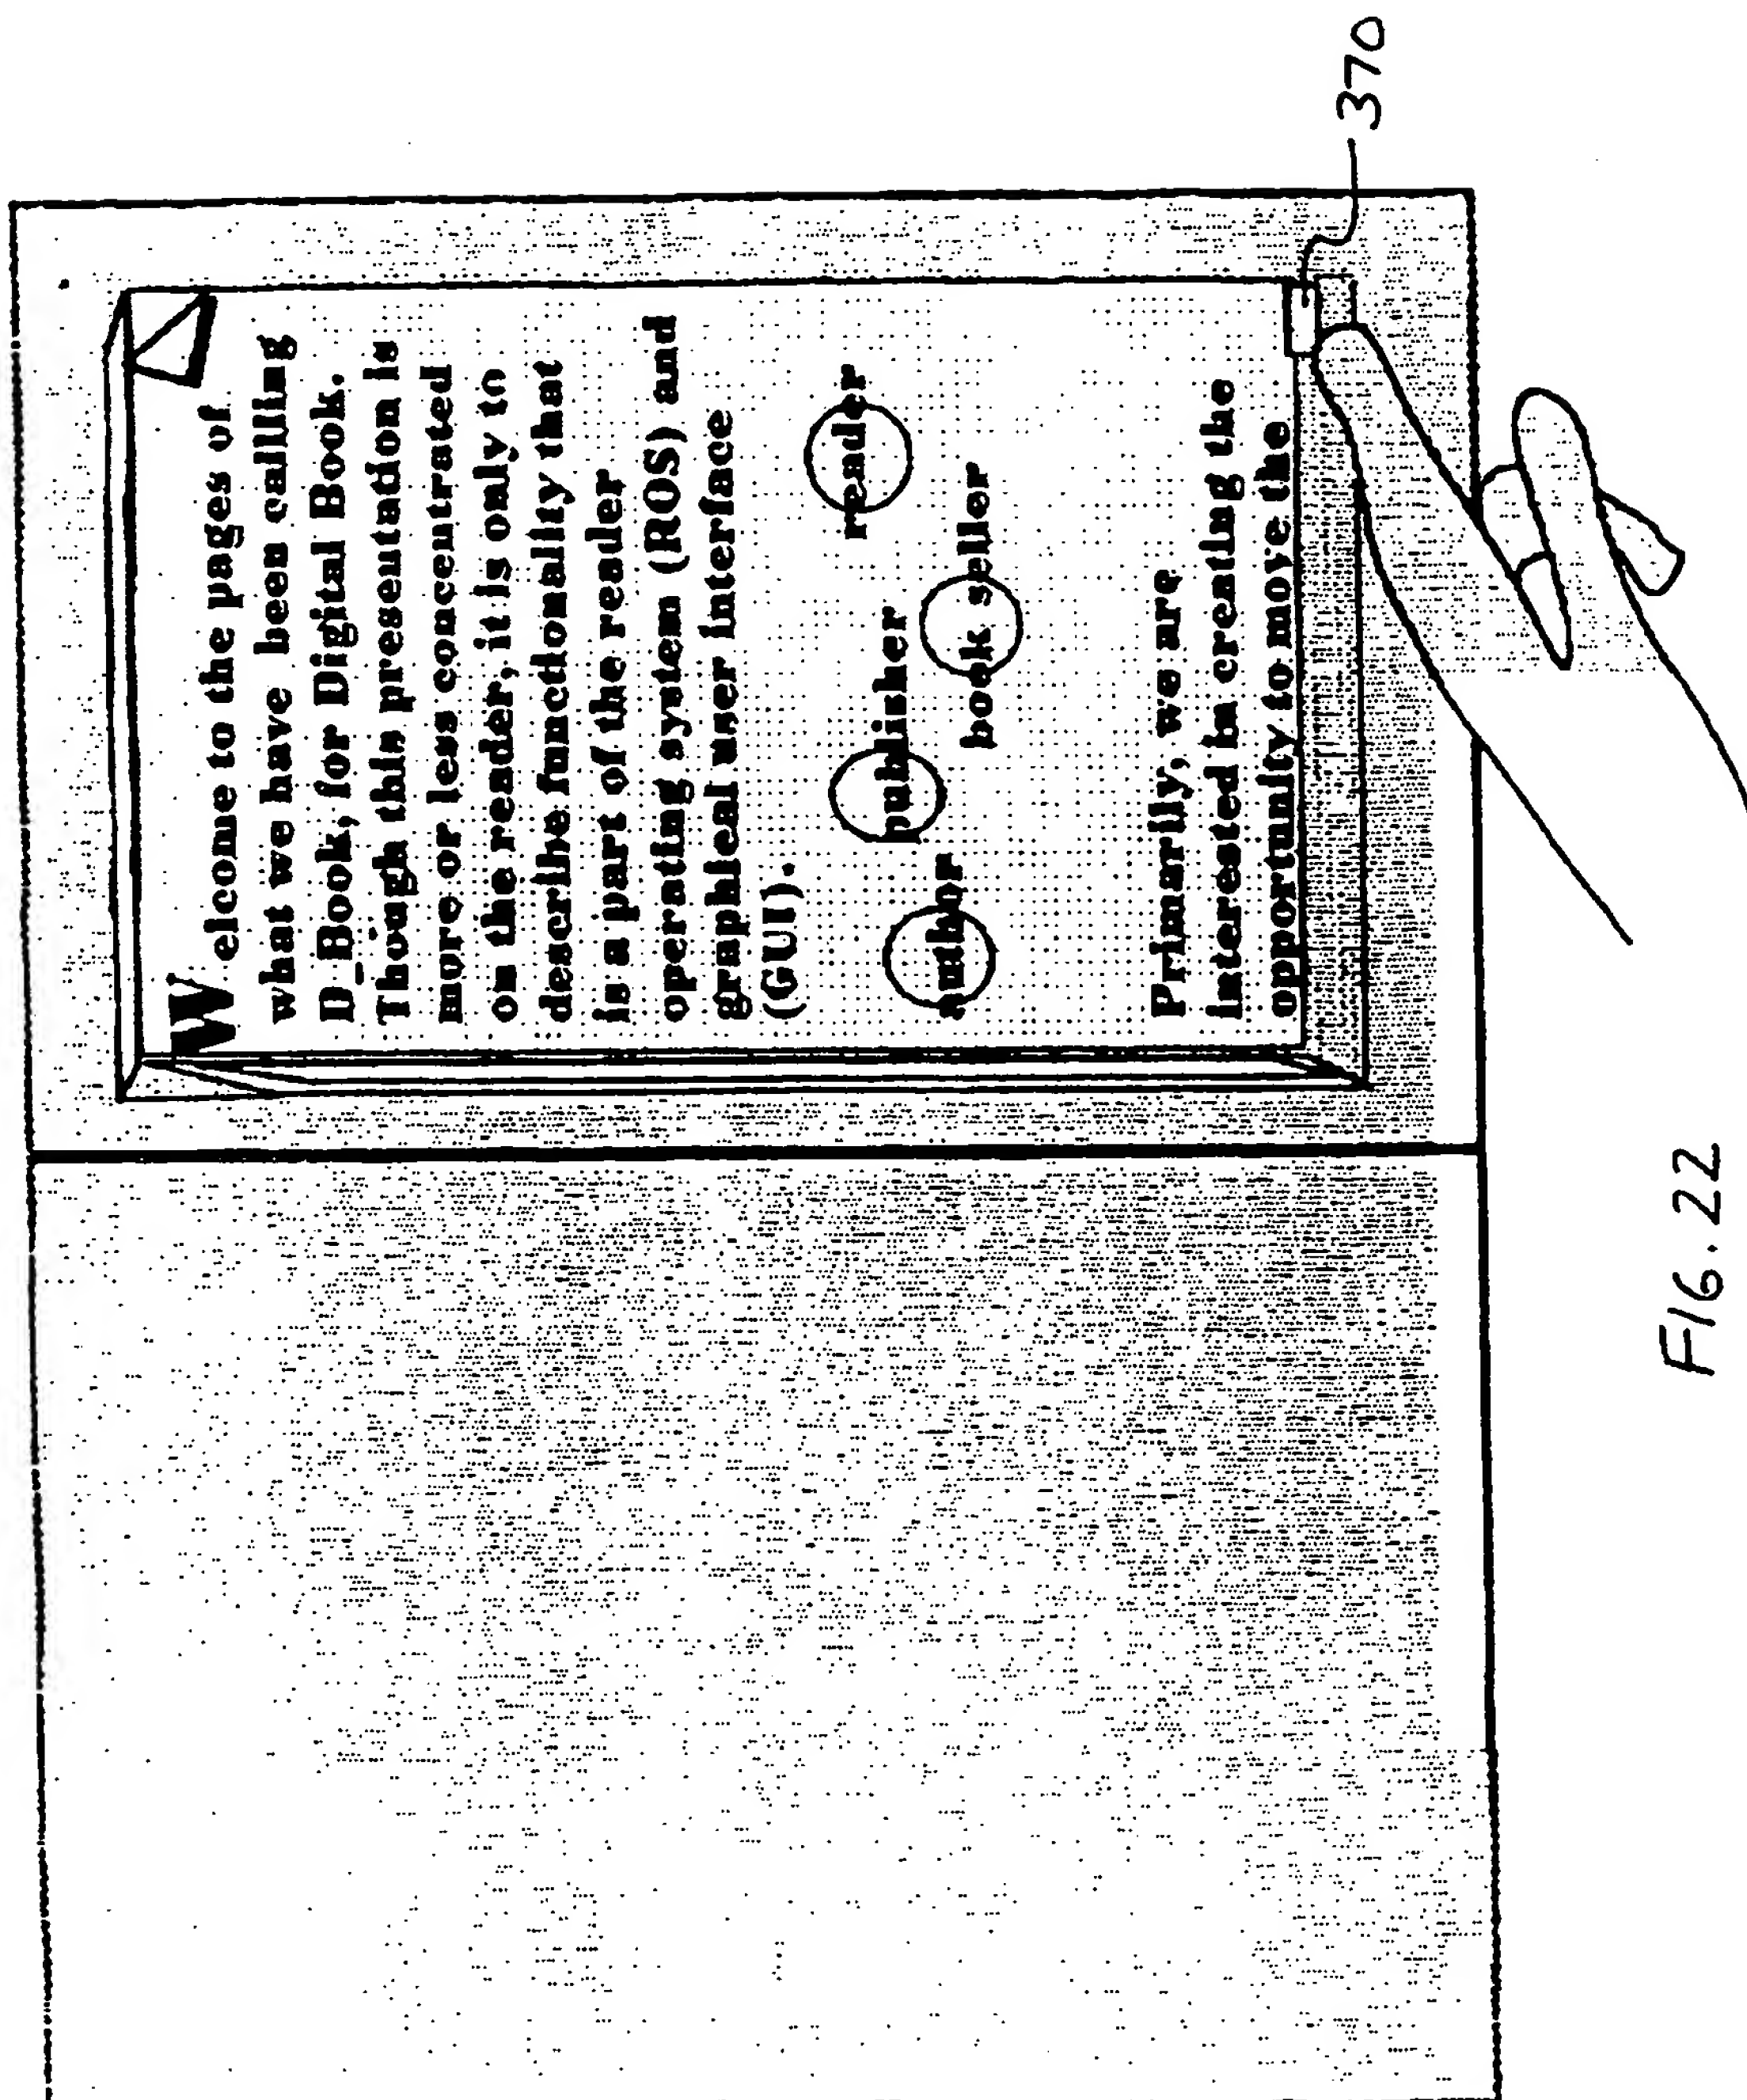 Welcome to the pages of
what we have been calling
D_Book, for Digital Book.
Though this presentation is
more or less concentrated
on the reader, it is only to
describe functionality that
is a part of the reader
operating system (ROS) and
graphical user interface
(GUI).
reader
publisher
author
book seller
Primarily, we are
interested in creating the
opportunity to move the
370
FIG. 22